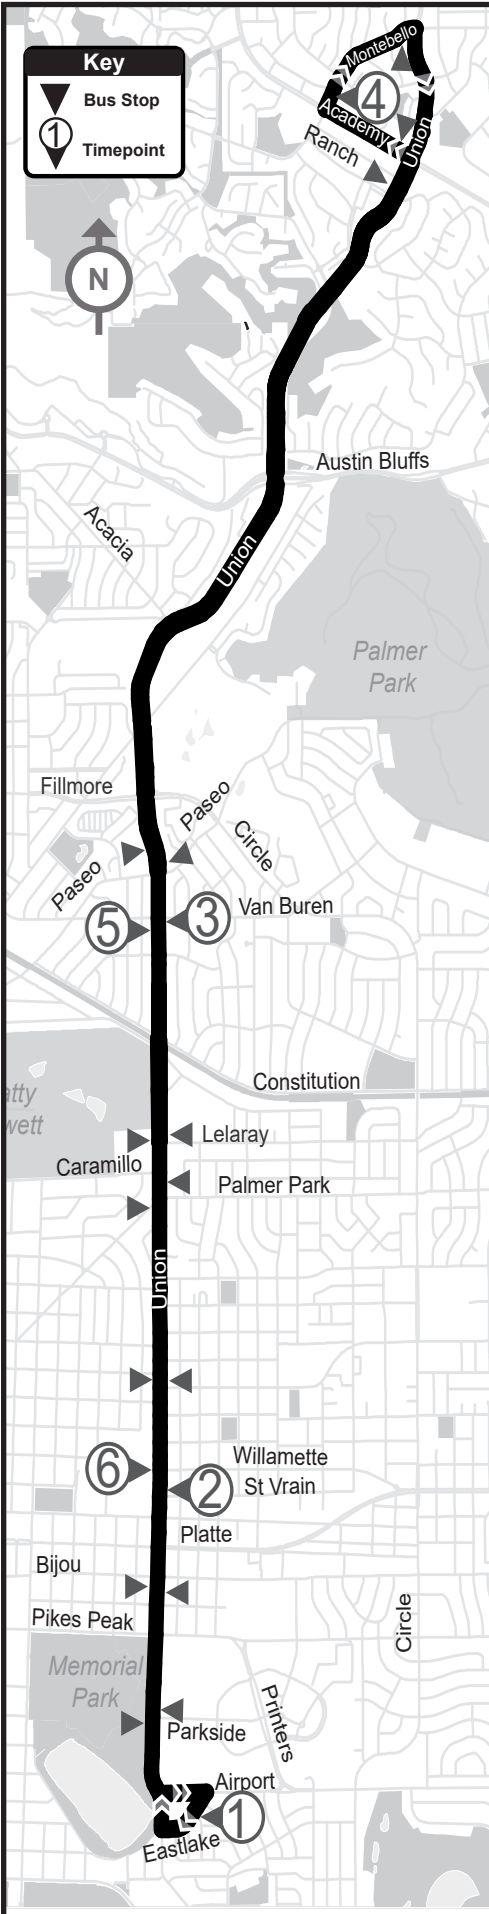 Key
Bus Stop
1
Timepoint
Montebello
4
Academy
Union
Ranch
N
Austin Bluffs
Acacia
Union
Palmer
Park
Fillmore
Paseo
Circle
Paseo
Van Buren
5
3
Constitution
atty
wett
Lelaray
Caramillo
Palmer Park
Union
Willamette
6
2
St Vrain
Platte
Bijou
Circle
Pikes Peak
Memorial
Park
Printers
Parkside
Airport
1
Eastlake